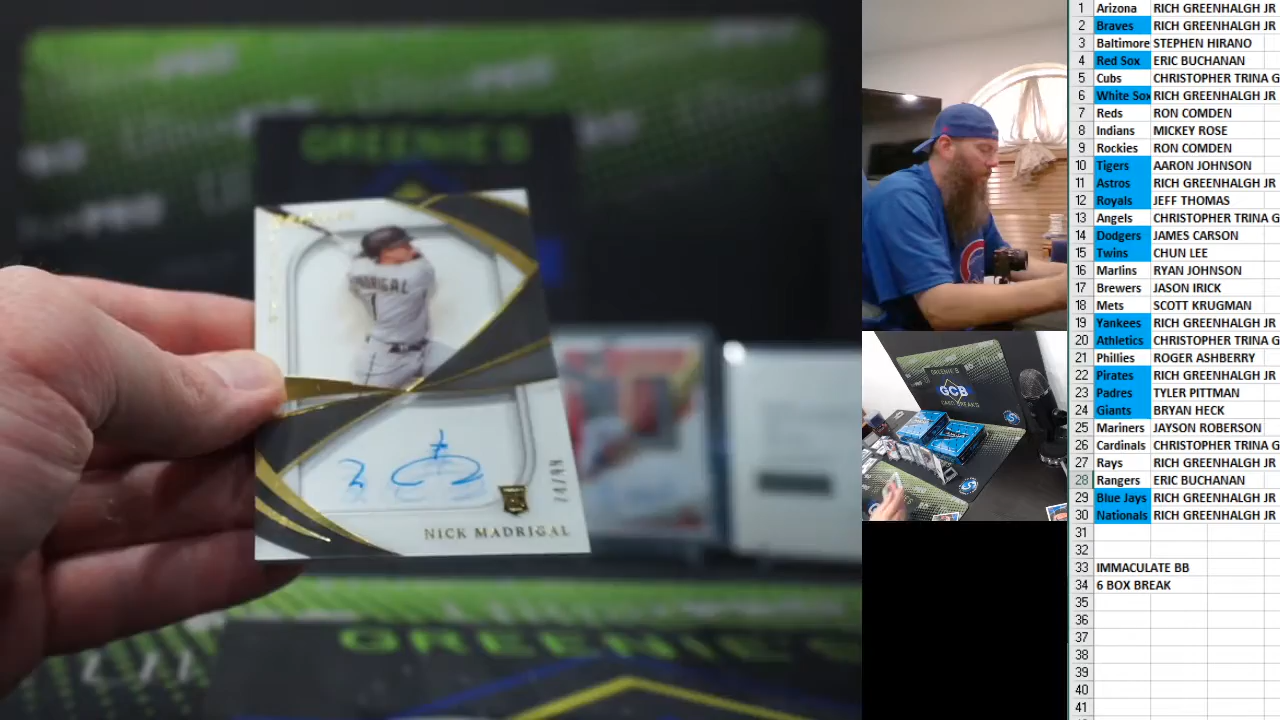 GREENIE'S
MADRIGAL
1
NICK MADRIGAL
GREENIE'S
GREENIE'S
GCB
CARD BREAKS
1 Arizona RICH GREENHALGH JR
2 Braves RICH GREENHALGH JR
3 Baltimore STEPHEN HIRANO
4 Red Sox ERIC BUCHANAN
5 Cubs CHRISTOPHER TRINA G
6 White Sox RICH GREENHALGH JR
7 Reds RON COMDEN
8 Indians MICKEY ROSE
9 Rockies RON COMDEN
10 Tigers AARON JOHNSON
11 Astros RICH GREENHALGH JR
12 Royals JEFF THOMAS
13 Angels CHRISTOPHER TRINA G
14 Dodgers JAMES CARSON
15 Twins CHUN LEE
16 Marlins RYAN JOHNSON
17 Brewers JASON IRICK
18 Mets SCOTT KRUGMAN
19 Yankees RICH GREENHALGH JR
20 Athletics CHRISTOPHER TRINA G
21 Phillies ROGER ASHBERRY
22 Pirates RICH GREENHALGH JR
23 Padres TYLER PITTMAN
24 Giants BRYAN HECK
25 Mariners JAYSON ROBERSON
26 Cardinals CHRISTOPHER TRINA G
27 Rays RICH GREENHALGH JR
28 Rangers ERIC BUCHANAN
29 Blue Jays RICH GREENHALGH JR
30 Nationals RICH GREENHALGH JR
31
32
33 IMMACULATE BB
34 6 BOX BREAK
35
36
37
38
39
40
41